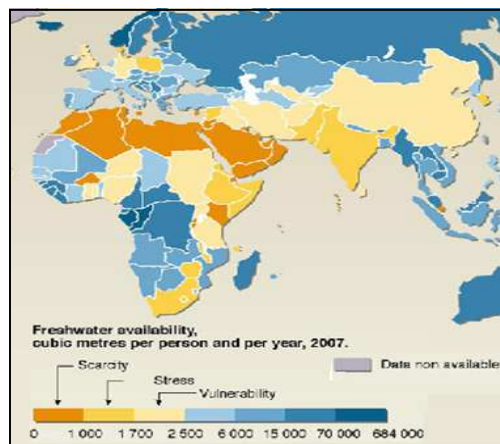 Freshwater availability,
cubic metres per person and per year, 2007.
Scarcity
Stress
Vulnerability
Data non available
0 1 000 1 700 2 500 6 000 15 000 70 000 684 000